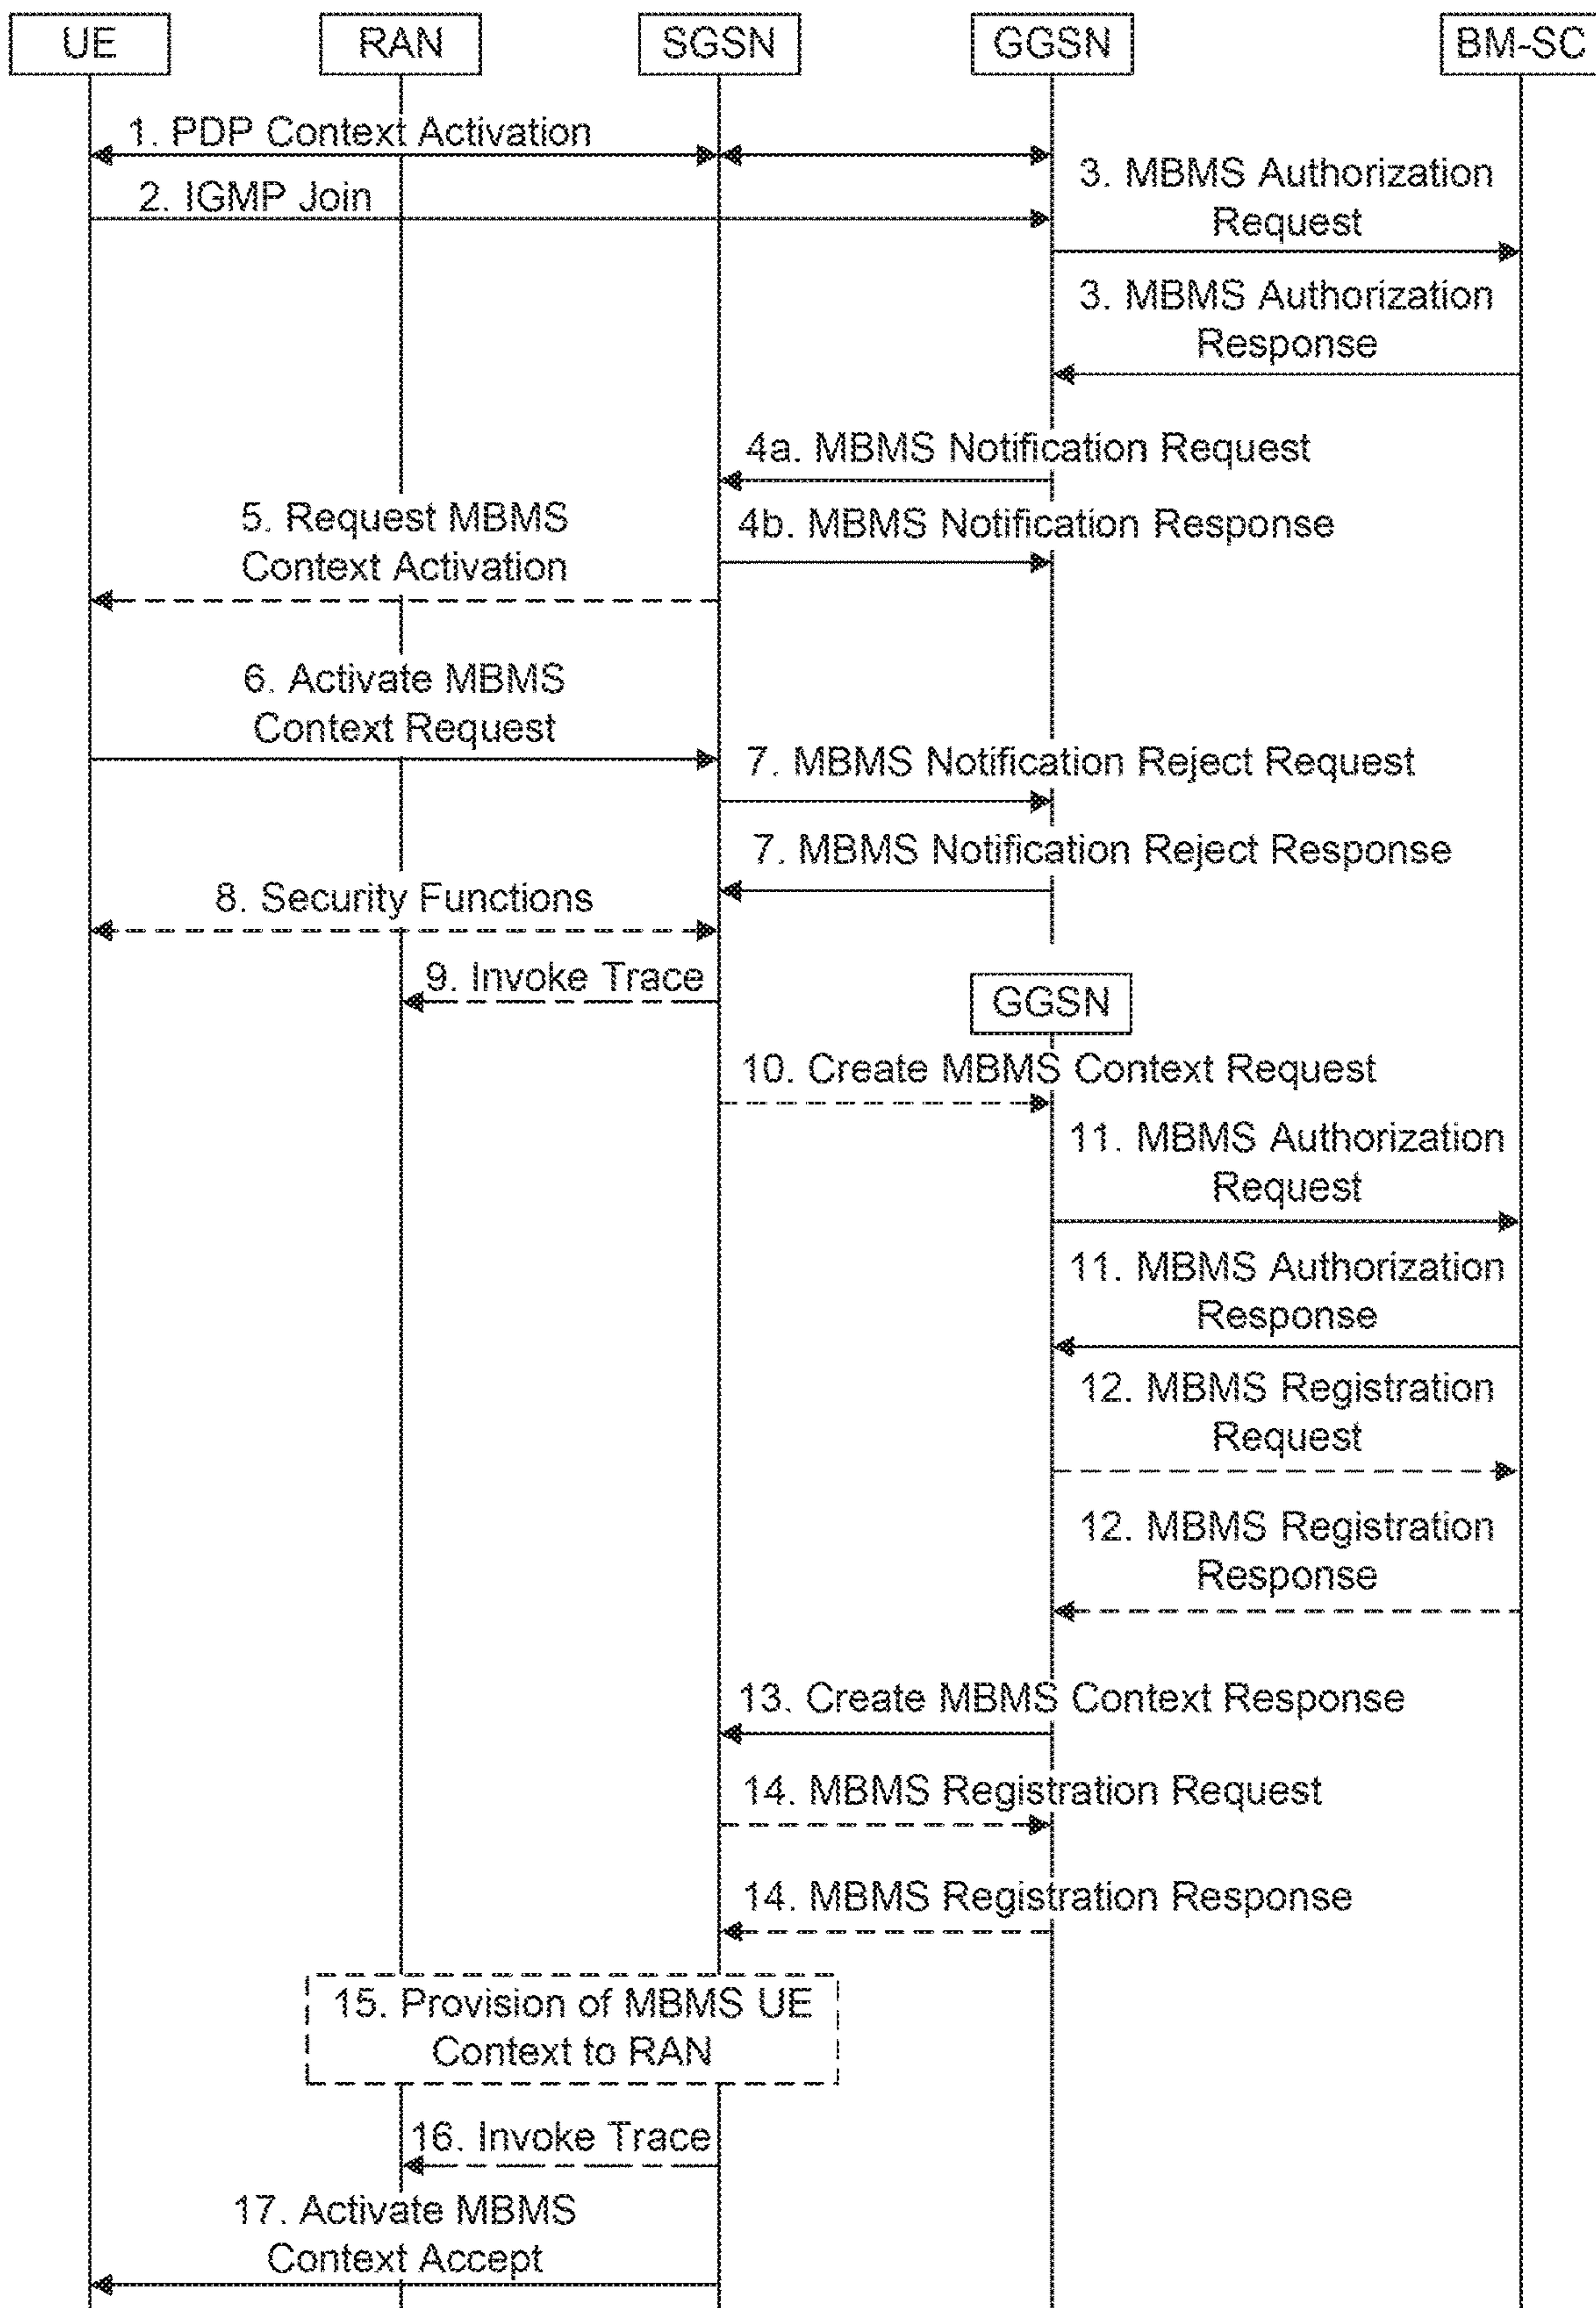 UE
RAN
SGSN
GGSN
BM-SC
1. PDP Context Activation
2. IGMP Join
3. MBMS Authorization
Request
3. MBMS Authorization
Response
4a. MBMS Notification Request
5. Request MBMS
Context Activation
4b. MBMS Notification Response
6. Activate MBMS
Context Request
7. MBMS Notification Reject Request
7. MBMS Notification Reject Response
8. Security Functions
9. Invoke Trace
GGSN
10. Create MBMS Context Request
11. MBMS Authorization
Request
11. MBMS Authorization
Response
12. MBMS Registration
Request
12. MBMS Registration
Response
13. Create MBMS Context Response
14. MBMS Registration Request
14. MBMS Registration Response
15. Provision of MBMS UE
Context to RAN
16. Invoke Trace
17. Activate MBMS
Context Accept